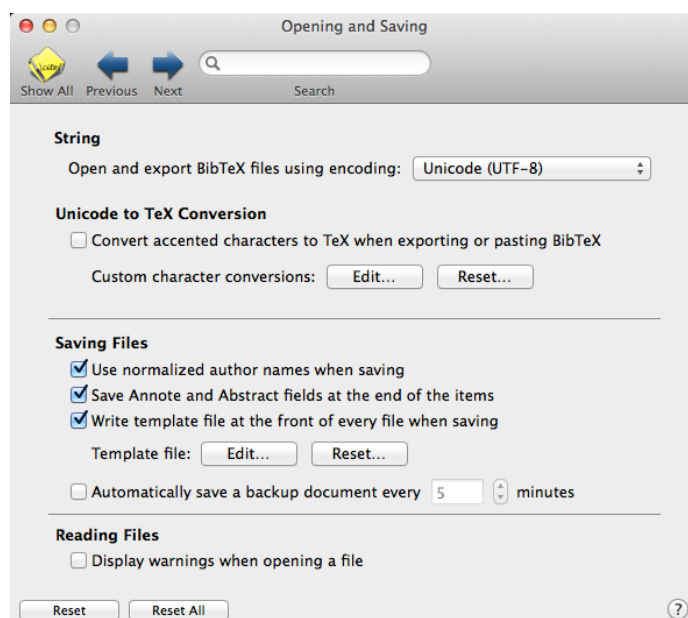 Opening and Saving
\cite{}
Show All Previous Next Search
String
Open and export BibTeX files using encoding: Unicode (UTF-8)
Unicode to TeX Conversion
Convert accented characters to TeX when exporting or pasting BibTeX
Custom character conversions: Edit... Reset...
Saving Files
Use normalized author names when saving
Save Annote and Abstract fields at the end of the items
Write template file at the front of every file when saving
Template file: Edit... Reset...
Automatically save a backup document every 5 minutes
Reading Files
Display warnings when opening a file
Reset Reset All ?